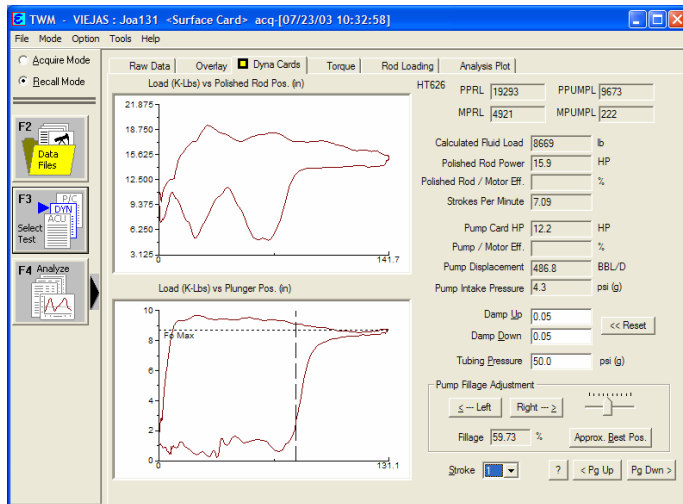 TWM - VIEJAS: Joa131 <Surface Card> acq-[07/23/03 10:32:58]
File Mode Option Tools Help
Acquire Mode
Recall Mode
F2
Data
Files
F3
Select
Test
P/C
DYN
ACU
F4 Analyze
Raw Data Overlay Dyna Cards Torque Rod Loading Analysis Plot
Load (K-Lbs) vs Polished Rod Pos. (in)
21.875
18.750
15.625
12.500
9.375
6.250
3.125
0 141.7
Load (K-Lbs) vs Plunger Pos. (in)
10
8
Fo Max
6
4
2
0
0 131.1
HT626 PPRL 19293 PPUMPL 9673
MPRL 4921 MPUMPL 222
Calculated Fluid Load 8669 lb
Polished Rod Power 15.9 HP
Polished Rod / Motor Eff. %
Strokes Per Minute 7.09
Pump Card HP 12.2 HP
Pump / Motor Eff. %
Pump Displacement 486.8 BBL/D
Pump Intake Pressure 4.3 psi (g)
Damp Up 0.05
Damp Down 0.05
<< Reset
Tubing Pressure 50.0 psi (g)
Pump Fillage Adjustment
< -- Left Right -- >
Fillage 59.73 % Approx. Best Pos.
Stroke 1 ? < Pg Up Pg Dwn >